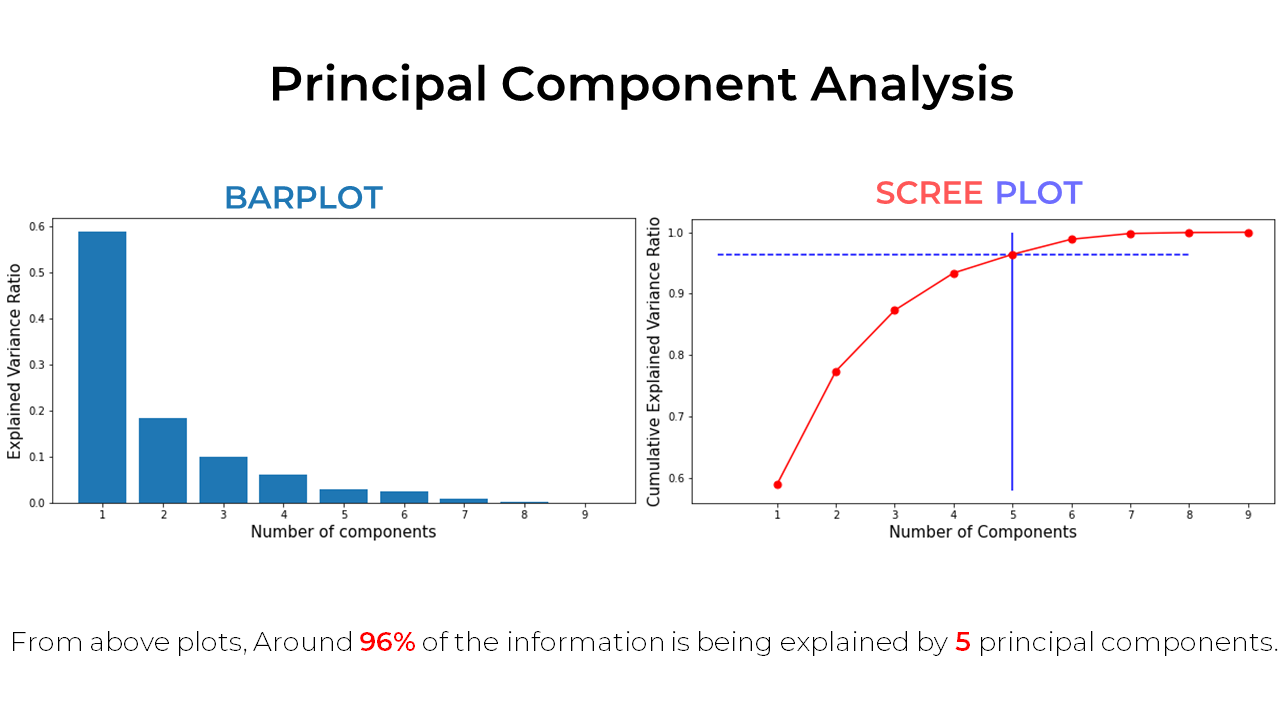 Principal Component Analysis
BARPLOT
0.6
0.5
0.4
0.3
0.2
0.1
0.0
Explained Variance Ratio
1 2 3 4 5 6 7 8 9
Number of components
SCREE PLOT
1.0
0.9
0.8
0.7
0.6
Cumulative Explained Variance Ratio
1 2 3 4 5 6 7 8 9
Number of Components
From above plots, Around 96% of the information is being explained by 5 principal components.